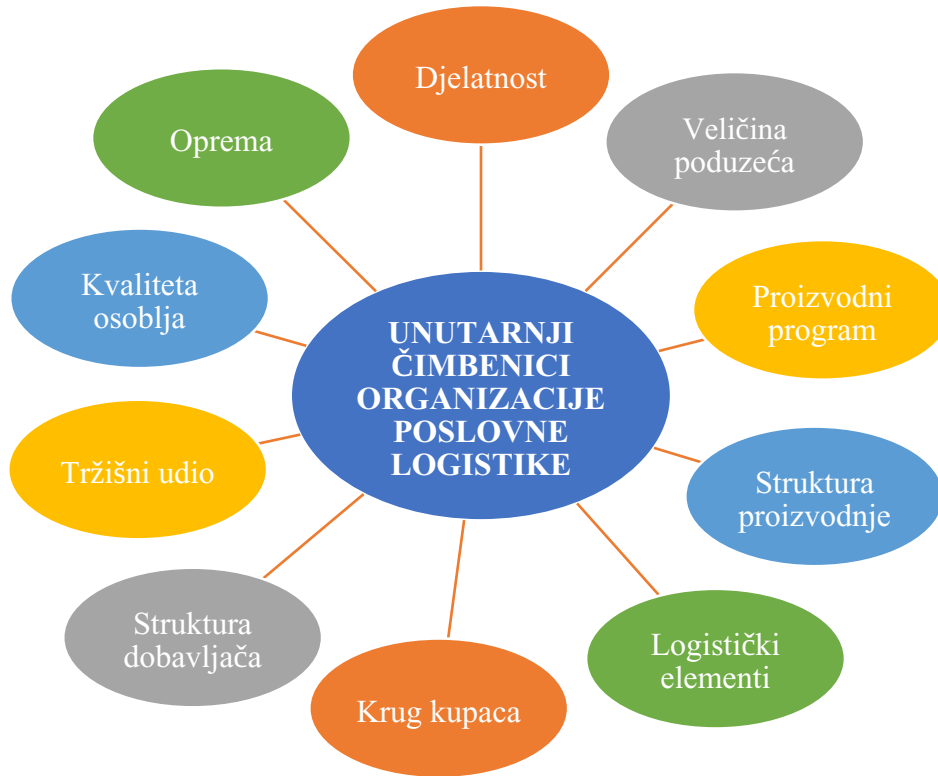 Djelatnost
Veličina
poduzeća
Oprema
Kvaliteta
osoblja
Proizvodni
program
UNUTARNJI
ČIMBENICI
ORGANIZACIJE
POSLOVNE
LOGISTIKE
Tržišni udio
Struktura
proizvodnje
Struktura
dobavljača
Logistički
elementi
Krug kupaca